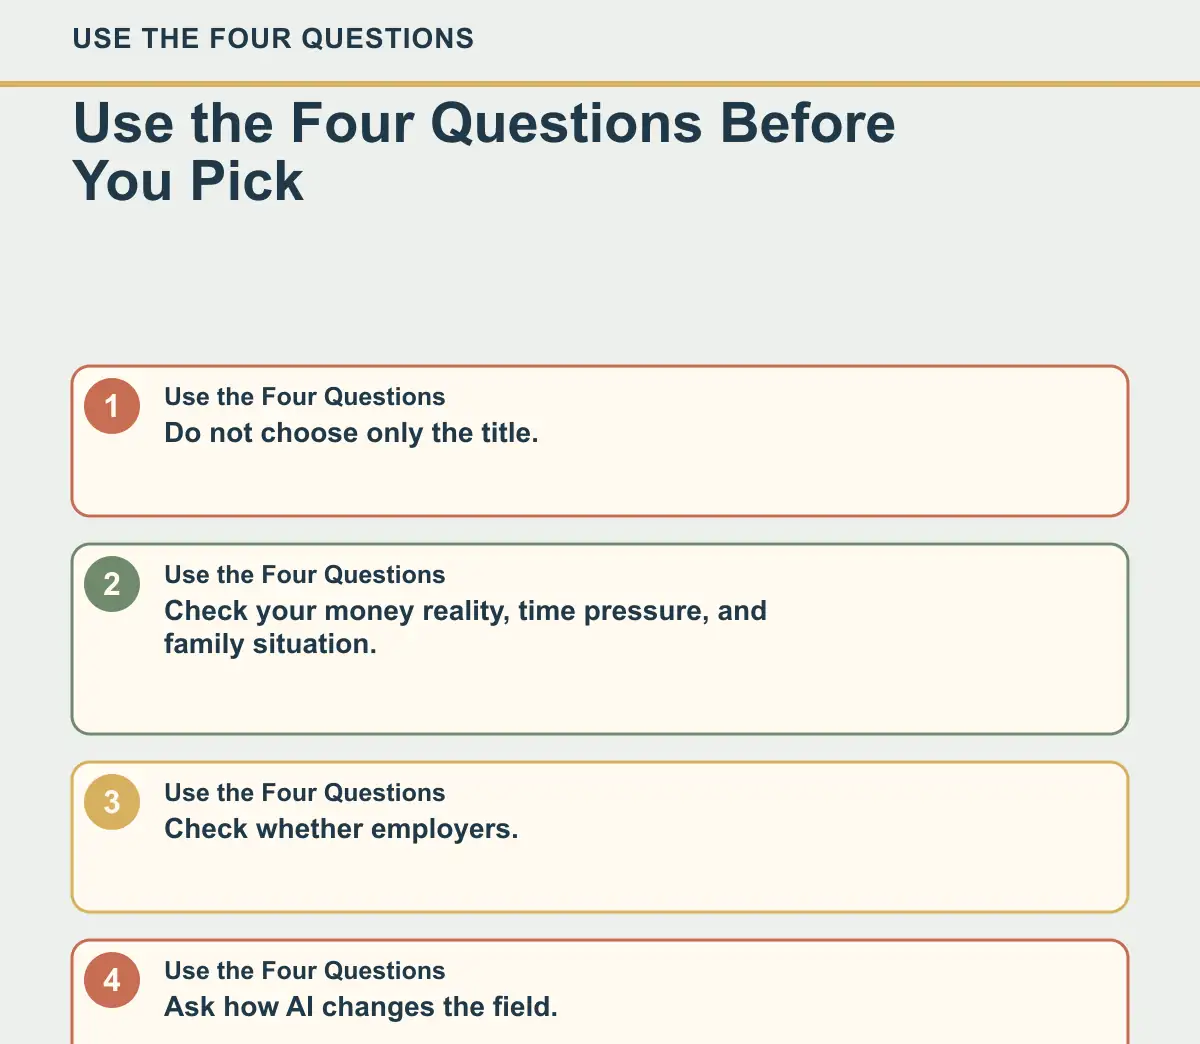 USE THE FOUR QUESTIONS
Use the Four Questions Before
You Pick
1
Use the Four Questions
Do not choose only the title.
2
Use the Four Questions
Check your money reality, time pressure, and
family situation.
3
Use the Four Questions
Check whether employers.
4
Use the Four Questions
Ask how AI changes the field.